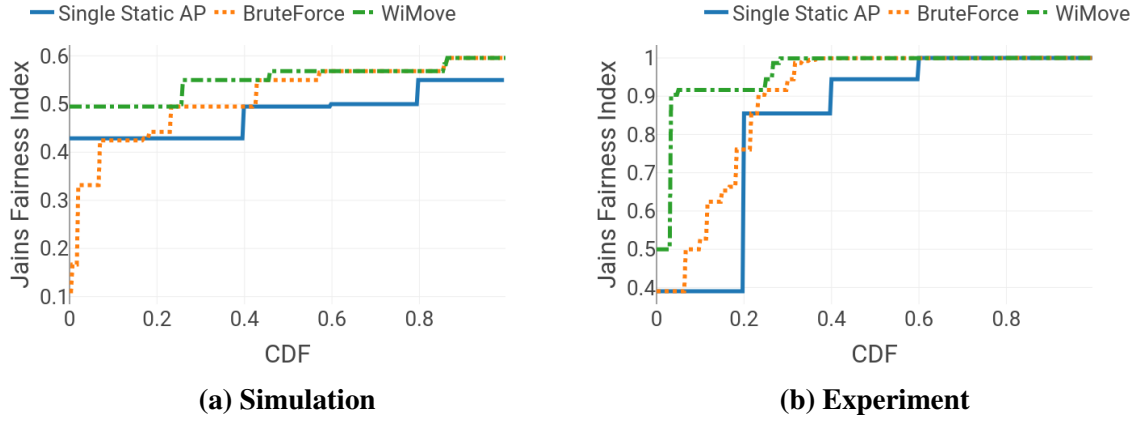 Single Static AP BruteForce WiMove
Jains Fairness Index
0.6
0.5
0.4
0.3
0.2
0.1
0 0.2 0.4 0.6 0.8
CDF
(a) Simulation
Single Static AP BruteForce WiMove
Jains Fairness Index
1
0.9
0.8
0.7
0.6
0.5
0.4
0 0.2 0.4 0.6 0.8
CDF
(b) Experiment